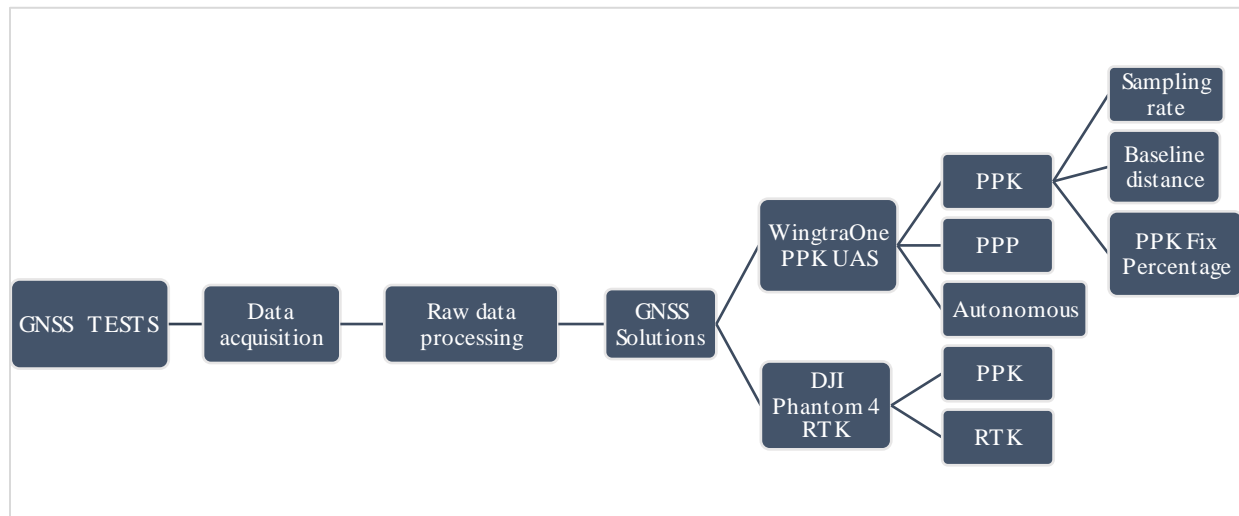 GNSS TESTS
Data
acquisition
Raw data
processing
GNSS
Solutions
WingtraOne
PPK UAS
PPK
Sampling
rate
Baseline
distance
PPK Fix
Percentage
PPP
Autonomous
DJI
Phantom 4
RTK
PPK
RTK